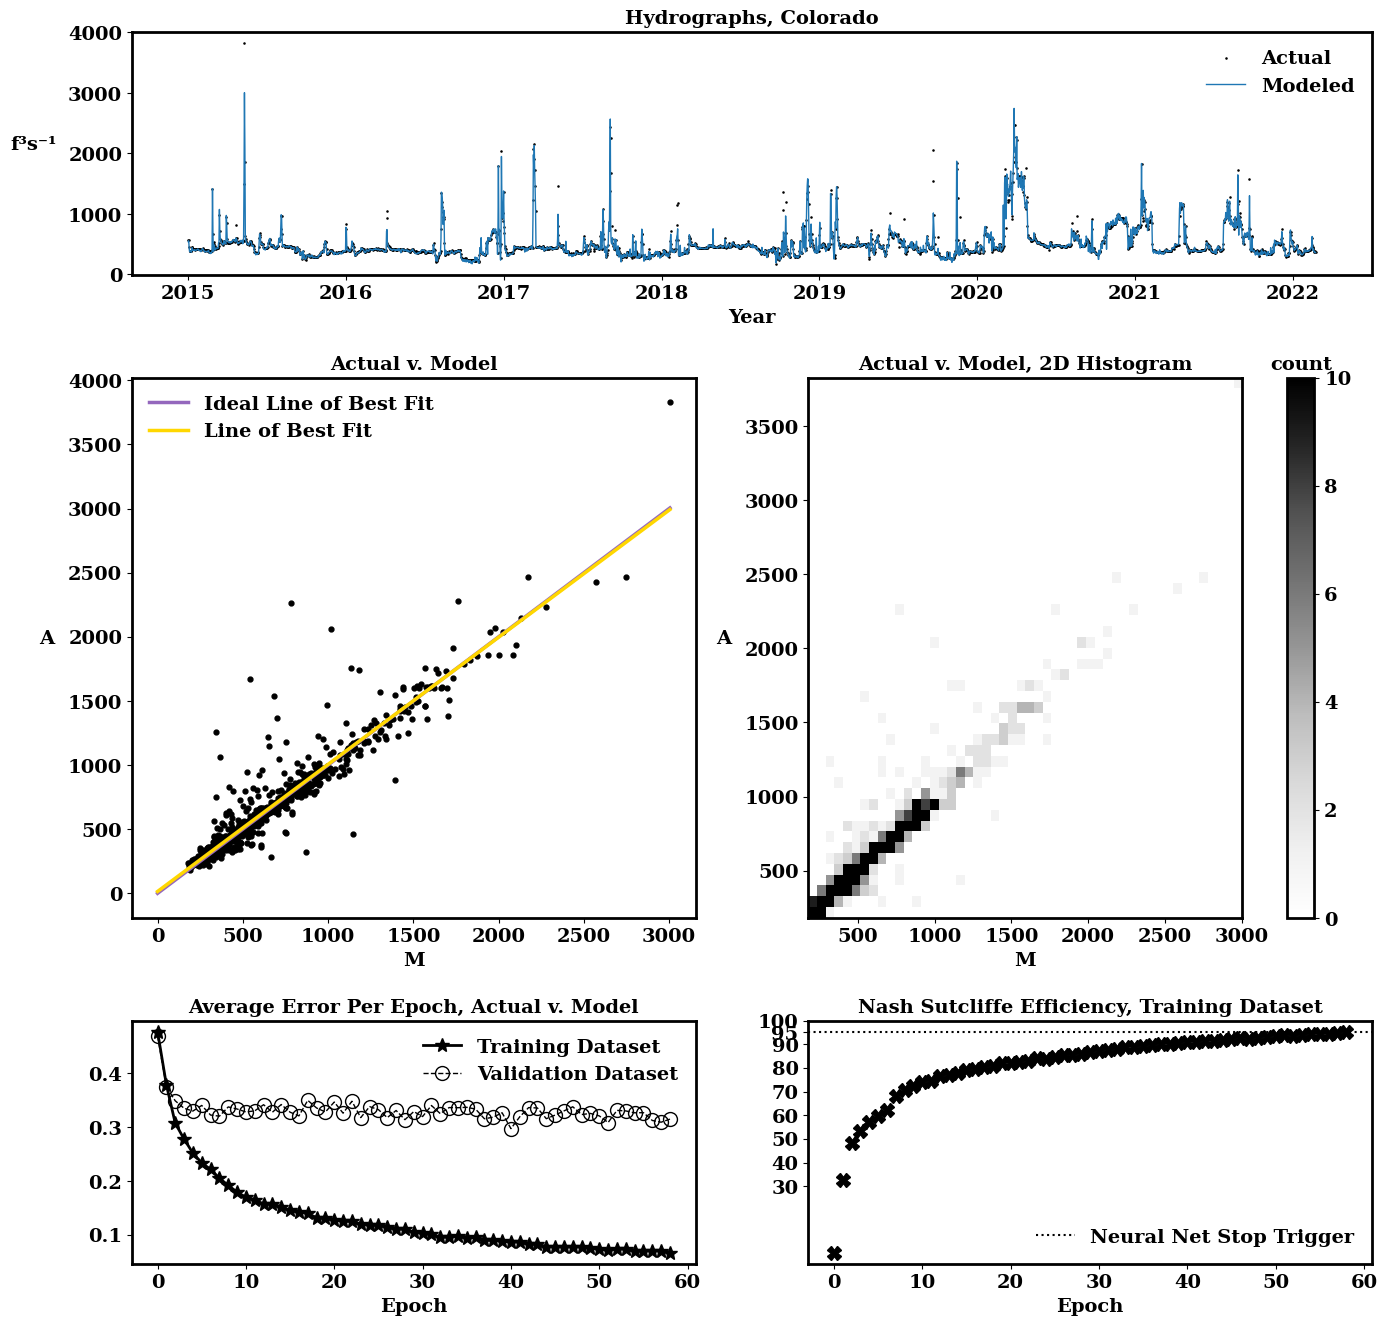 Hydrographs, Colorado
4000
3000
2000
1000
0
f³s⁻¹
Actual
Modeled
2015 2016 2017 2018 2019 2020 2021 2022
Year
Actual v. Model
4000
3500
3000
2500
2000
1500
1000
500
0
A
Ideal Line of Best Fit
Line of Best Fit
0 500 1000 1500 2000 2500 3000
M
Actual v. Model, 2D Histogram
3500
3000
2500
2000
1500
1000
500
A
500 1000 1500 2000 2500 3000
M
count
10
8
6
4
2
0
Average Error Per Epoch, Actual v. Model
0.4
0.3
0.2
0.1
Training Dataset
Validation Dataset
0 10 20 30 40 50 60
Epoch
Nash Sutcliffe Efficiency, Training Dataset
100
95
90
80
70
60
50
40
30
Neural Net Stop Trigger
0 10 20 30 40 50 60
Epoch